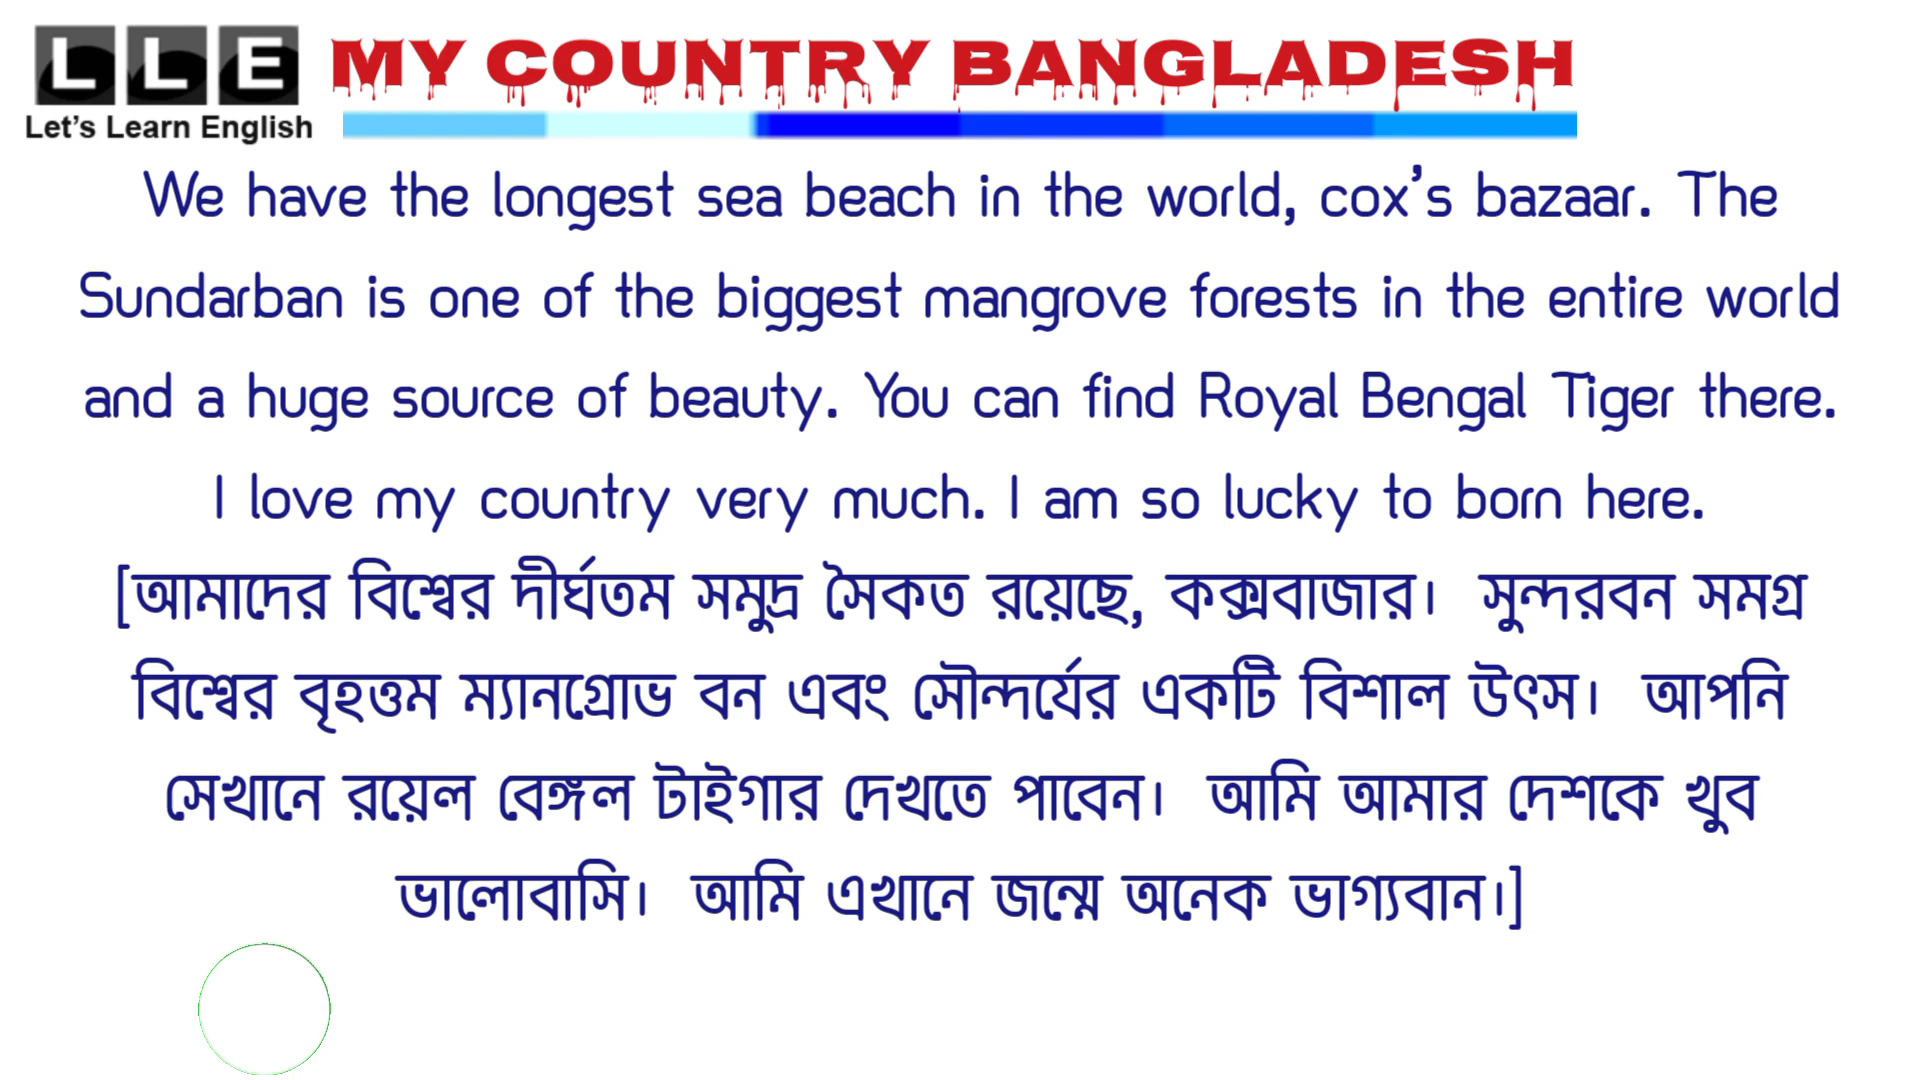 LLE
Let's Learn English
MY COUNTRY BANGLADESH
We have the longest sea beach in the world, cox's bazaar. The
Sundarban is one of the biggest mangrove forests in the entire world
and a huge source of beauty. You can find Royal Bengal Tiger there.
I love my country very much. I am so lucky to born here.
[আমাদের বিশ্বের দীর্ঘতম সমুদ্র সৈকত রয়েছে, কক্সবাজার। সুন্দরবন সমগ্র
বিশ্বের বৃহত্তম ম্যানগ্রোভ বন এবং সৌন্দর্যের একটি বিশাল উৎস। আপনি
সেখানে রয়েল বেঙ্গল টাইগার দেখতে পাবেন। আমি আমার দেশকে খুব
ভালোবাসি। আমি এখানে জন্মে অনেক ভাগ্যবান।]